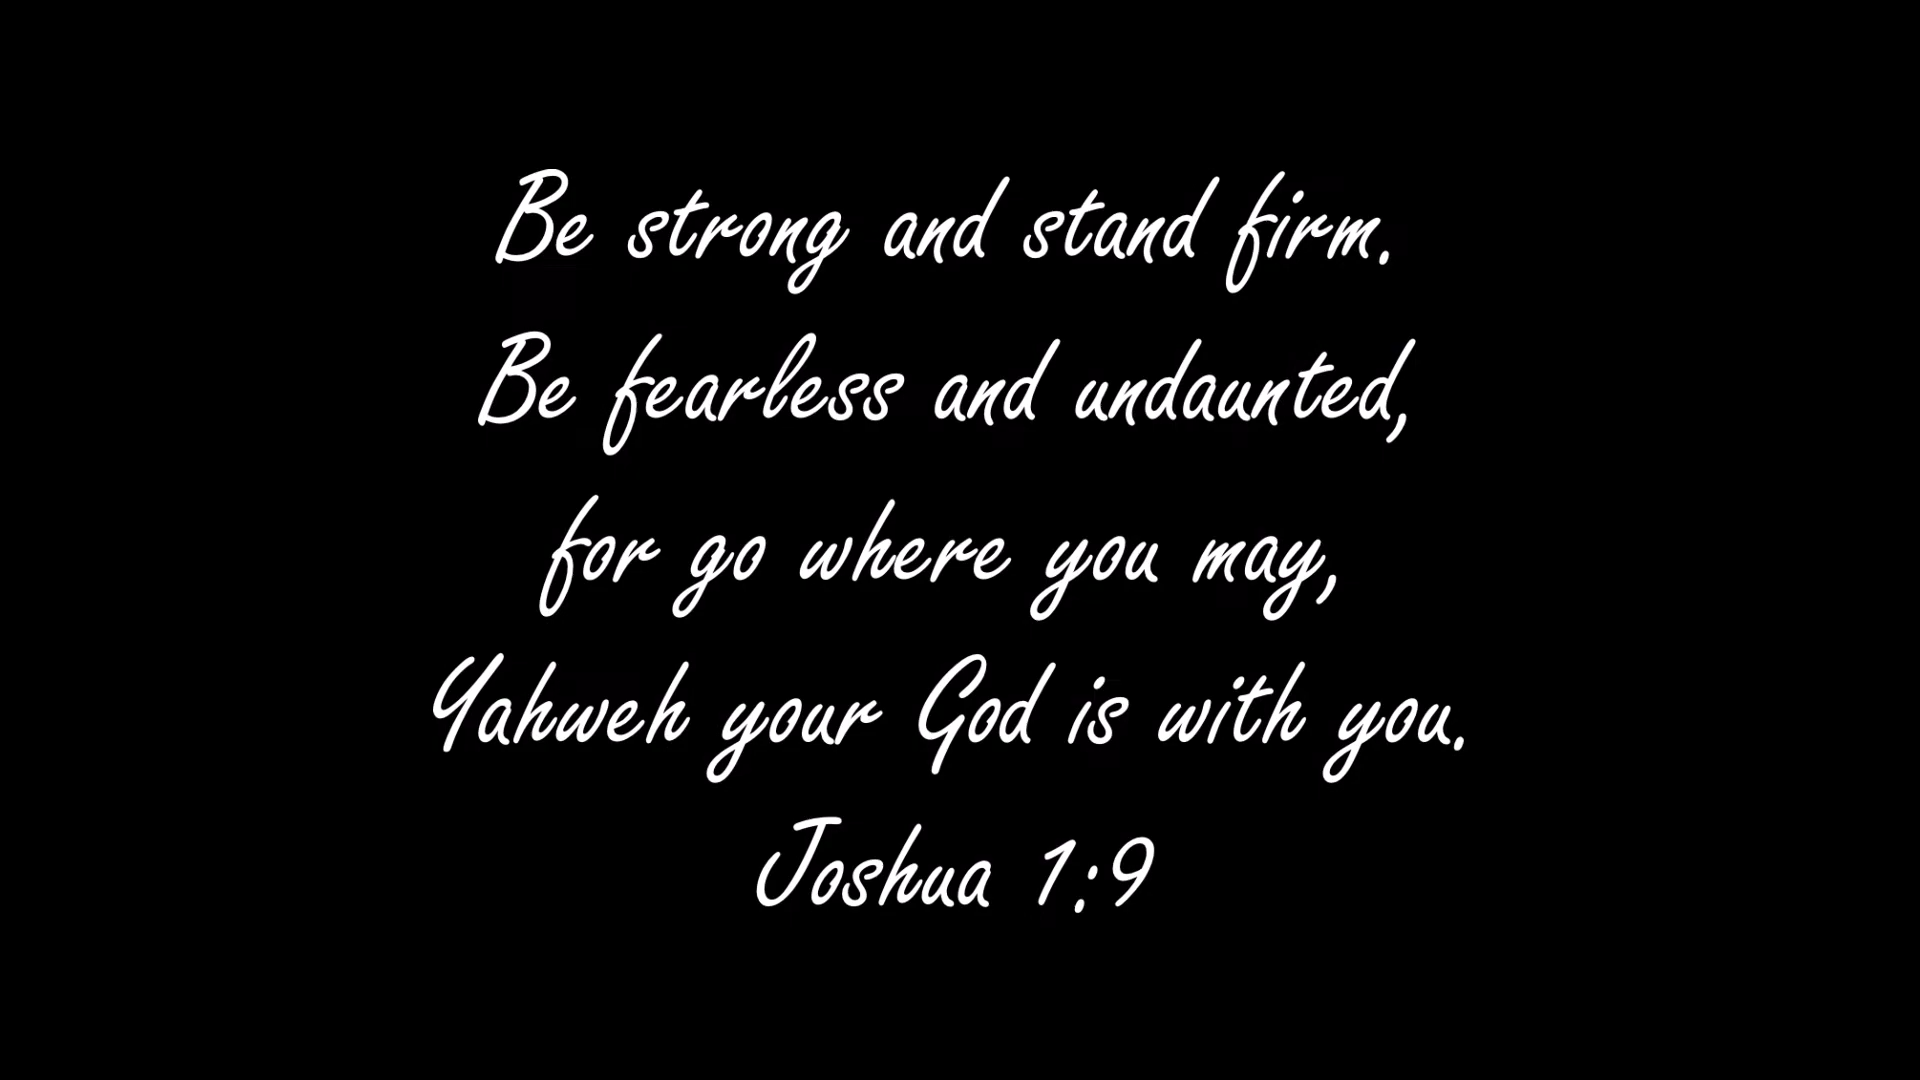 Be strong and stand firm.
Be fearless and undaunted,
for go where you may,
Yahweh your God is with you.
Joshua 1:9